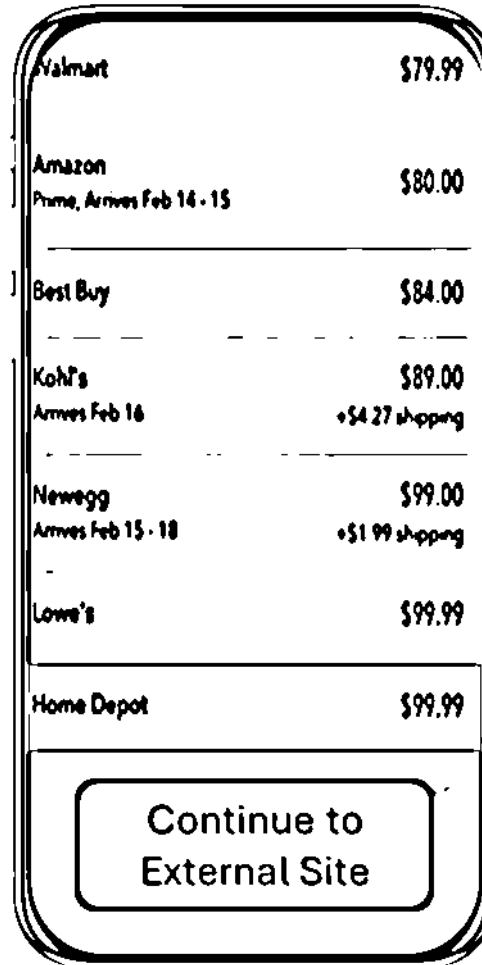 Walmart $79.99
Amazon $80.00
Prime, Arrives Feb 14 - 15
Best Buy $84.00
Kohl's $89.00
Arrives Feb 16 +$4.27 shipping
Newegg $99.00
Arrives Feb 15 - 18 +$1.99 shipping
Lowe's $99.99
Home Depot $99.99
Continue to
External Site